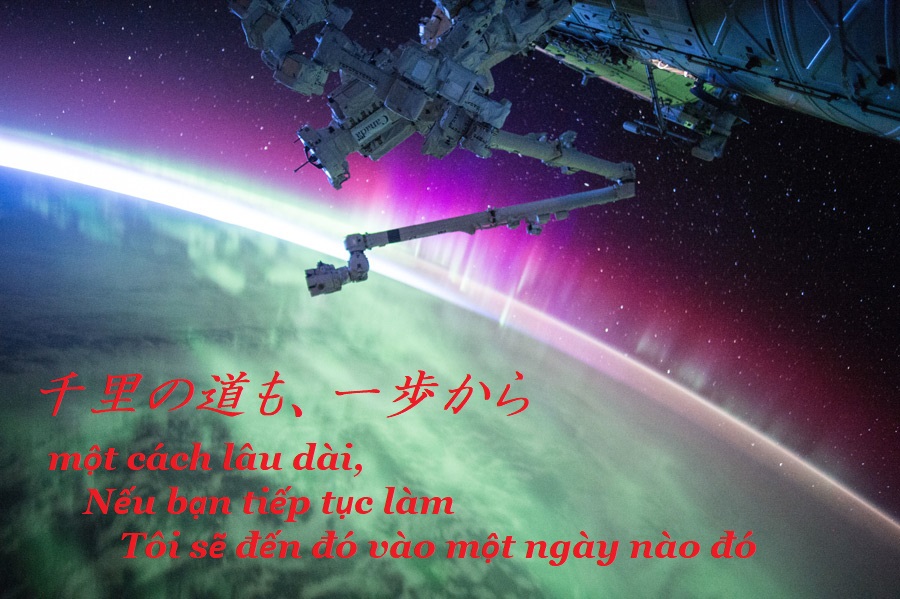 Canada
千里の道も、一歩から
một cách lâu dài,
Nếu bạn tiếp tục làm
Tôi sẽ đến đó vào một ngày nào đó